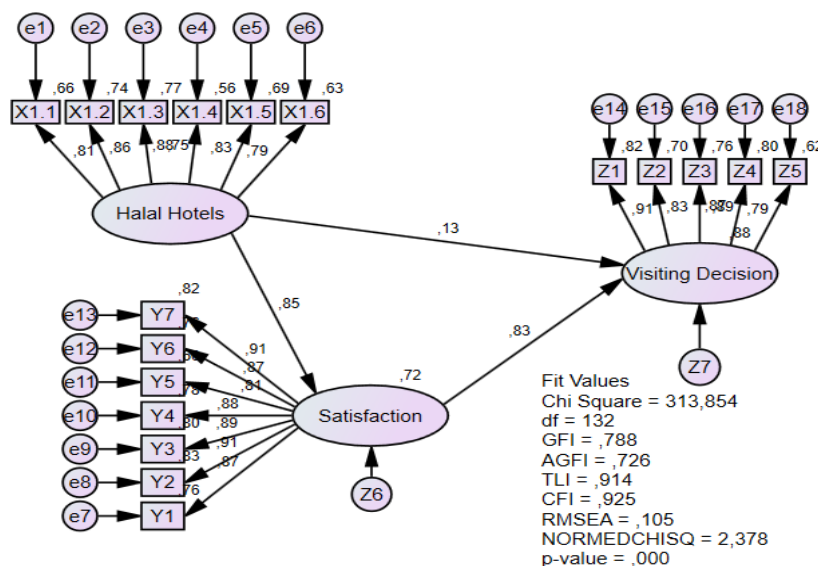 e1 e2 e3 e4 e5 e6
,66 ,74 ,77 ,56 ,69 ,63
X1.1 X1.2 X1.3 X1.4 X1.5 X1.6
,81 ,86 ,88 ,75 ,83 ,79
Halal Hotels
e14 e15 e16 e17 e18
,82 ,70 ,76 ,80 ,62
Z1 Z2 Z3 Z4 Z5
,91 ,83 ,87 ,89 ,79
,88
Visiting Decision
,13
,85
,83
Z7
,82
e13 Y7
e12 Y6
e11 Y5
,78
e10 Y4
,80
e9 Y3
,83
e8 Y2
,76
e7 Y1
,91
,87
,81
,88
,89
,91
,87
,72
Satisfaction
Z6
Fit Values
Chi Square = 313,854
df = 132
GFI = ,788
AGFI = ,726
TLI = ,914
CFI = ,925
RMSEA = ,105
NORMEDCHISQ = 2,378
p-value = ,000